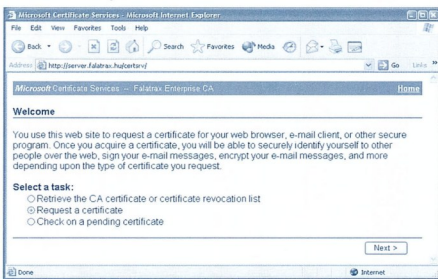 Microsoft Certificate Services - Microsoft Internet Explorer
File Edit View Favorites Tools Help
Back Search Favorites Media
Address http://server.falatrax.hu/certsrv/ Go Links »
Microsoft Certificate Services -- Falatrax Enterprise CA Home
Welcome
You use this web site to request a certificate for your web browser, e-mail client, or other secure
program. Once you acquire a certificate, you will be able to securely identify yourself to other
people over the web, sign your e-mail messages, encrypt your e-mail messages, and more
depending upon the type of certificate you request.
Select a task:
Retrieve the CA certificate or certificate revocation list
Request a certificate
Check on a pending certificate
Next >
Done Internet